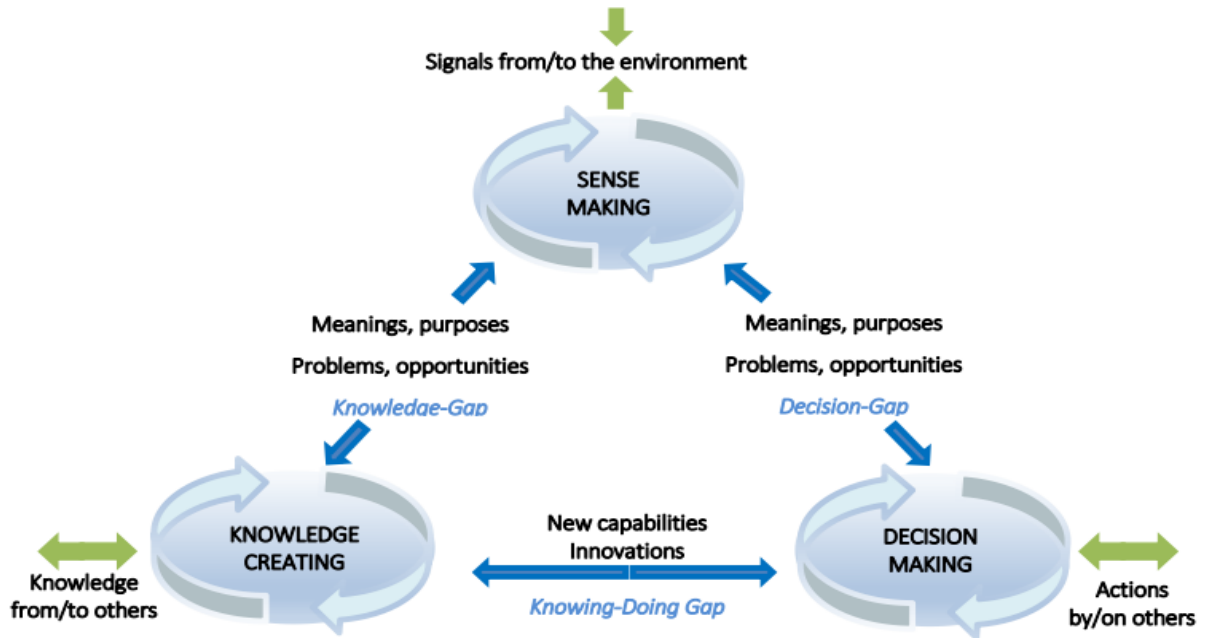 Signals from/to the environment
SENSE
MAKING
Meanings, purposes
Problems, opportunities
Knowledge-Gap
Meanings, purposes
Problems, opportunities
Decision-Gap
KNOWLEDGE
CREATING
Knowledge
from/to others
New capabilities
Innovations
Knowing-Doing Gap
DECISION
MAKING
Actions
by/on others